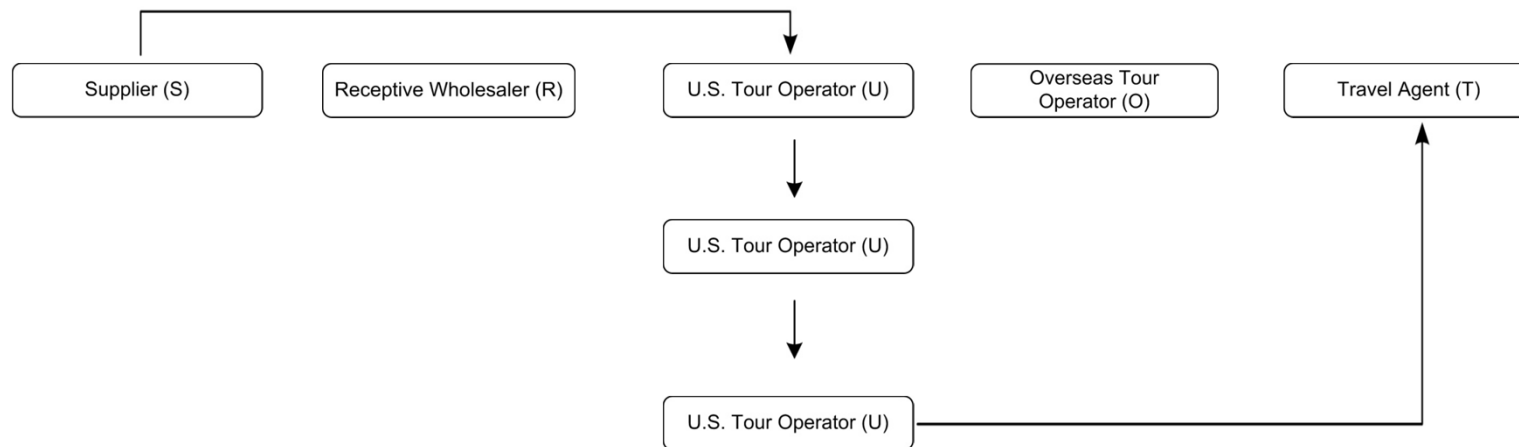 Supplier (S)
Receptive Wholesaler (R)
U.S. Tour Operator (U)
Overseas Tour
Operator (O)
Travel Agent (T)
U.S. Tour Operator (U)
U.S. Tour Operator (U)